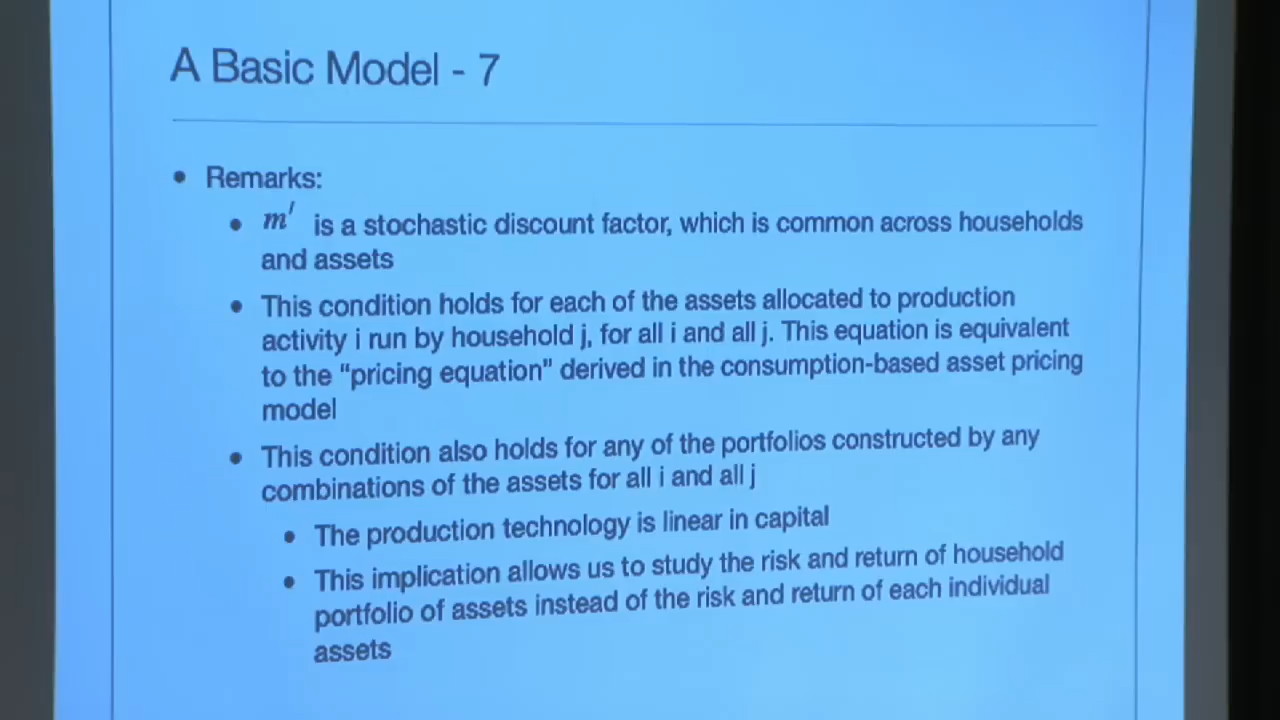 A Basic Model - 7
• Remarks:
• m′ is a stochastic discount factor, which is common across households
and assets
• This condition holds for each of the assets allocated to production
activity i run by household j, for all i and all j. This equation is equivalent
to the “pricing equation” derived in the consumption-based asset pricing
model
• This condition also holds for any of the portfolios constructed by any
combinations of the assets for all i and all j
• The production technology is linear in capital
• This implication allows us to study the risk and return of household
portfolio of assets instead of the risk and return of each individual
assets